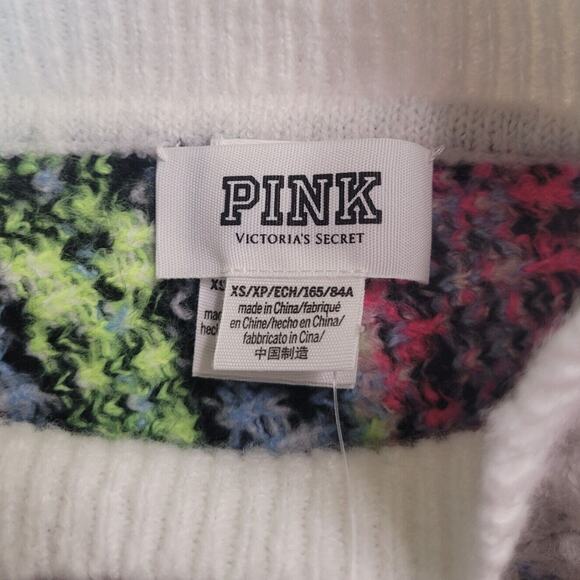 PINK
VICTORIA'S SECRET
XS
XS/XP/ECH/165/84A
made in China/fabriqué
en Chine/hecho en China/
fabbricato in Cina/
中国制造